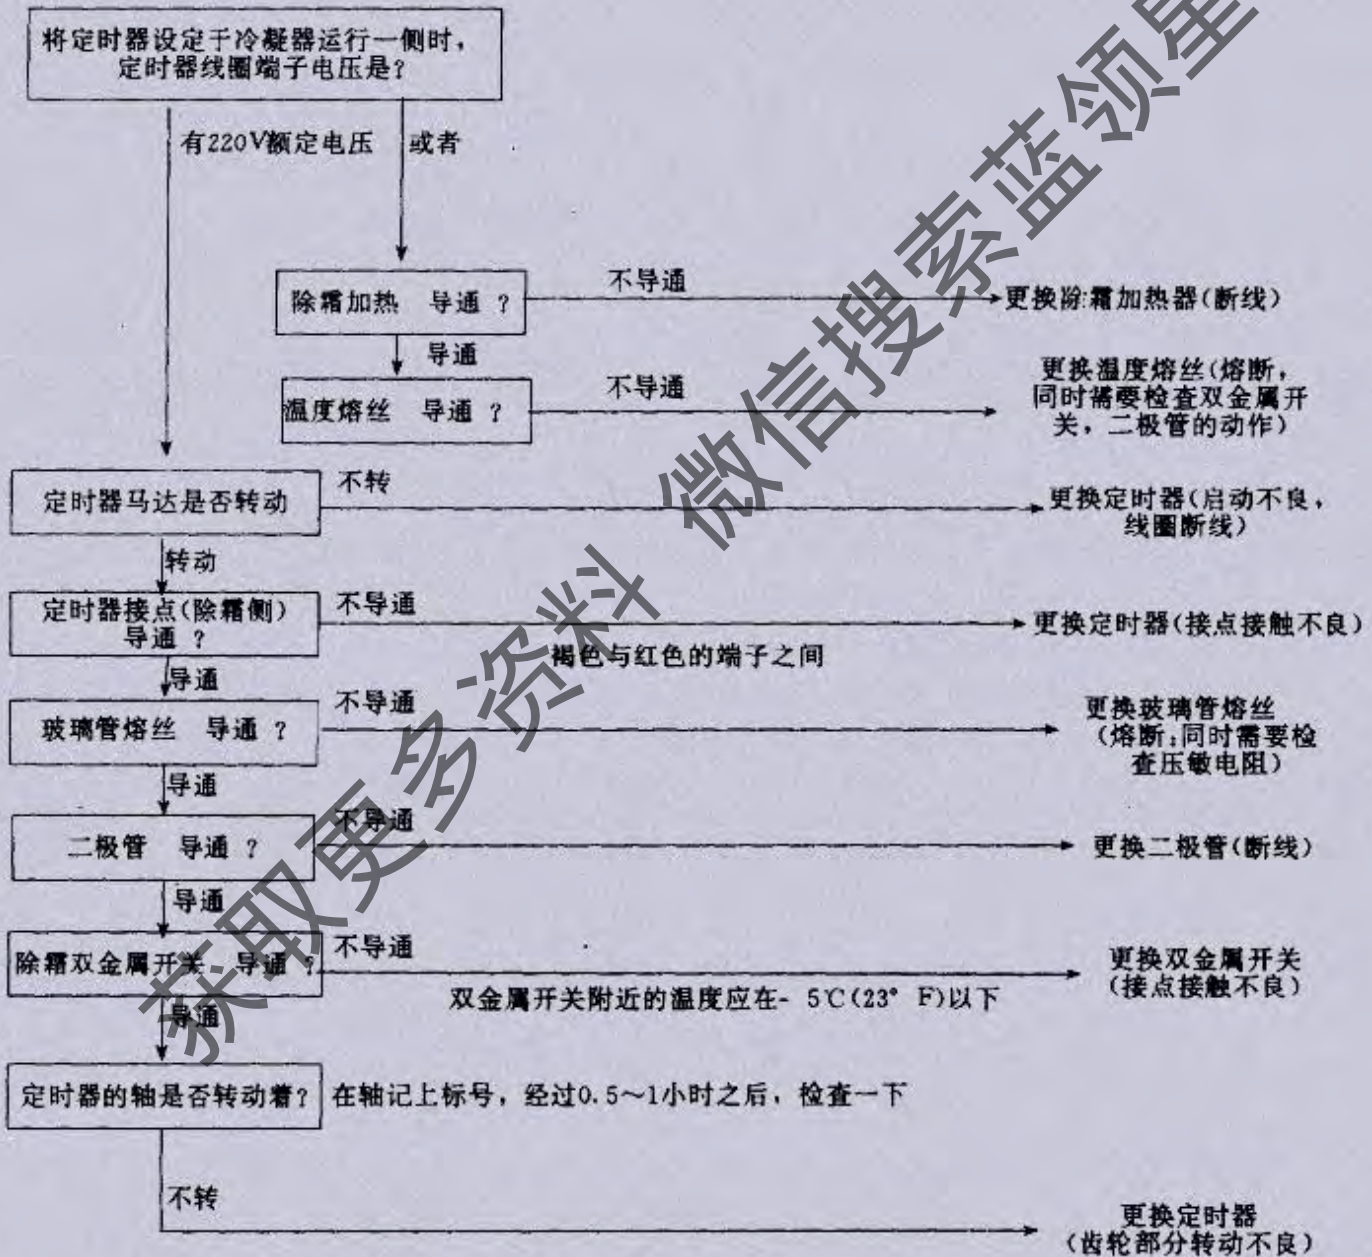 将定时器设定于冷凝器运行一侧时，
定时器线圈端子电压是？
有220V额定电压 或者
除霜加热 导通 ？
不导通
更换除霜加热器（断线）
导通
温度熔丝 导通 ？
不导通
更换温度熔丝（熔断，
同时需要检查双金属开
关，二极管的动作）
定时器马达是否转动
不转
更换定时器（启动不良，
线圈断线）
转动
定时器接点（除霜侧）
导通 ？
不导通
褐色与红色的端子之间
更换定时器（接点接触不良）
导通
玻璃管熔丝 导通 ？
不导通
更换玻璃管熔丝
（熔断；同时需要检
查压敏电阻）
导通
二极管 导通 ？
不导通
更换二极管（断线）
导通
除霜双金属开关 导通 ？
不导通
双金属开关附近的温度应在- 5℃(23° F)以下
更换双金属开关
（接点接触不良）
导通
定时器的轴是否转动着？
在轴记上标号，经过0.5～1小时之后，检查一下
不转
更换定时器
（齿轮部分转动不良）
获取更多资料 微信搜索蓝领星